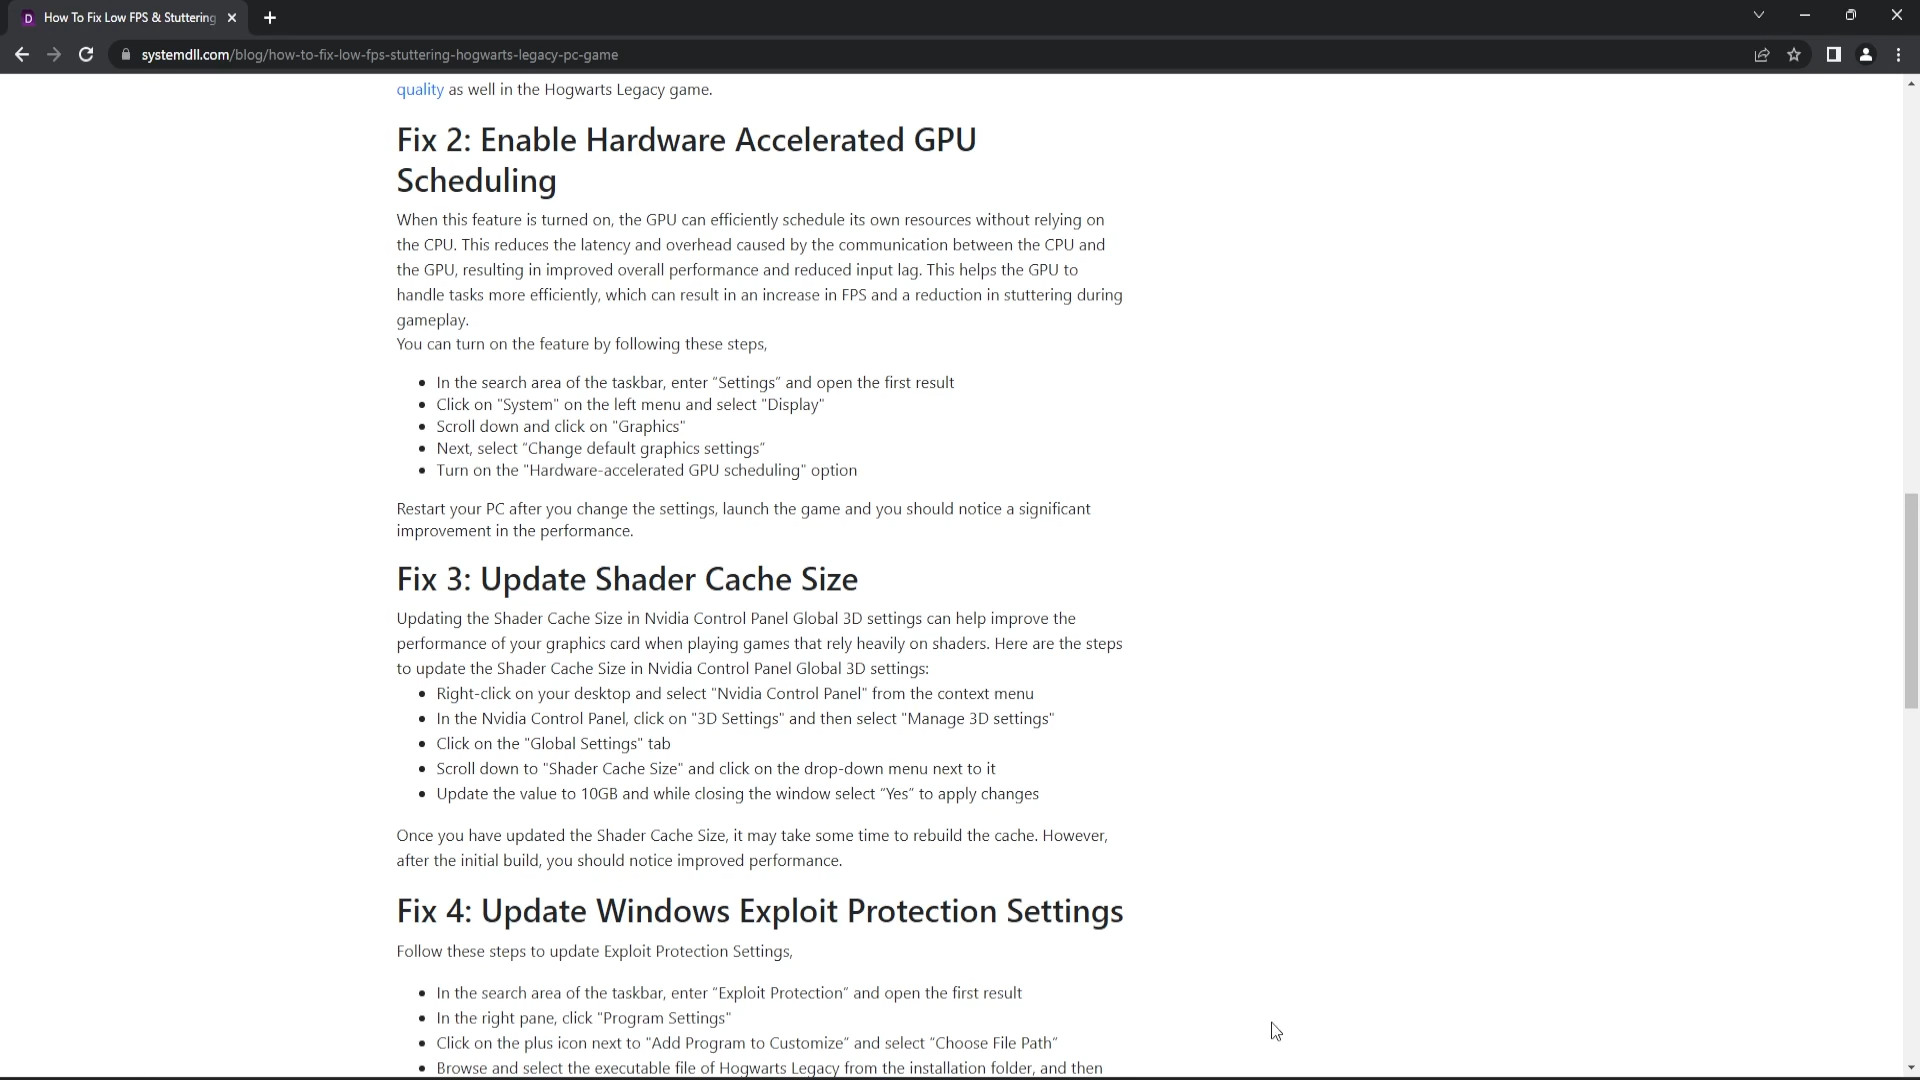 How To Fix Low FPS & Stuttering
systemdll.com/blog/how-to-fix-low-fps-stuttering-hogwarts-legacy-pc-game
quality as well in the Hogwarts Legacy game.
Fix 2: Enable Hardware Accelerated GPU
Scheduling
When this feature is turned on, the GPU can efficiently schedule its own resources without relying on
the CPU. This reduces the latency and overhead caused by the communication between the CPU and
the GPU, resulting in improved overall performance and reduced input lag. This helps the GPU to
handle tasks more efficiently, which can result in an increase in FPS and a reduction in stuttering during
gameplay.
You can turn on the feature by following these steps,
• In the search area of the taskbar, enter “Settings” and open the first result
• Click on "System" on the left menu and select "Display"
• Scroll down and click on "Graphics"
• Next, select “Change default graphics settings”
• Turn on the "Hardware-accelerated GPU scheduling" option
Restart your PC after you change the settings, launch the game and you should notice a significant
improvement in the performance.
Fix 3: Update Shader Cache Size
Updating the Shader Cache Size in Nvidia Control Panel Global 3D settings can help improve the
performance of your graphics card when playing games that rely heavily on shaders. Here are the steps
to update the Shader Cache Size in Nvidia Control Panel Global 3D settings:
• Right-click on your desktop and select "Nvidia Control Panel" from the context menu
• In the Nvidia Control Panel, click on "3D Settings" and then select "Manage 3D settings"
• Click on the "Global Settings" tab
• Scroll down to "Shader Cache Size" and click on the drop-down menu next to it
• Update the value to 10GB and while closing the window select “Yes” to apply changes
Once you have updated the Shader Cache Size, it may take some time to rebuild the cache. However,
after the initial build, you should notice improved performance.
Fix 4: Update Windows Exploit Protection Settings
Follow these steps to update Exploit Protection Settings,
• In the search area of the taskbar, enter “Exploit Protection” and open the first result
• In the right pane, click "Program Settings"
• Click on the plus icon next to “Add Program to Customize” and select “Choose File Path”
• Browse and select the executable file of Hogwarts Legacy from the installation folder, and then